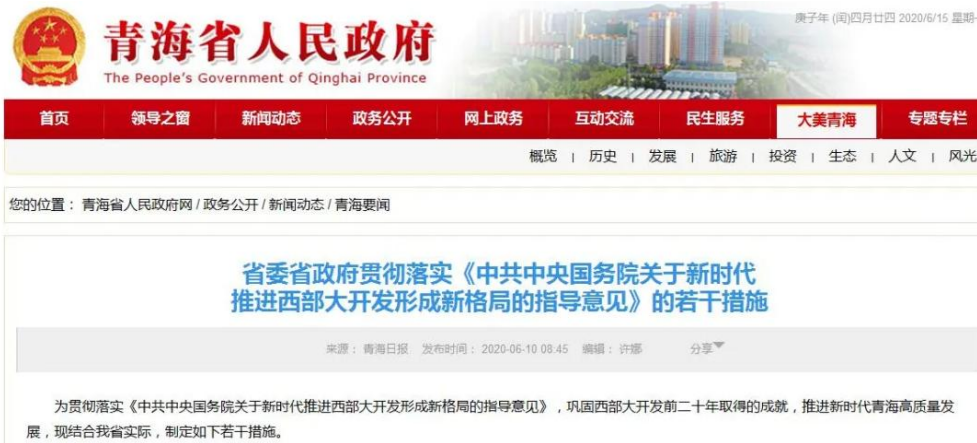 庚子年 (闰)四月廿四 2020/6/15 星期
青海省人民政府
The People's Government of Qinghai Province
首页 领导之窗 新闻动态 政务公开 网上政务 互动交流 民生服务 大美青海 专题专栏
概览 | 历史 | 发展 | 旅游 | 投资 | 生态 | 人文 | 风光
您的位置：青海省人民政府网 / 政务公开 / 新闻动态 / 青海要闻
省委省政府贯彻落实《中共中央国务院关于新时代
推进西部大开发形成新格局的指导意见》的若干措施
来源：青海日报 发布时间：2020-06-10 08:45 编辑：许娜 分享
为贯彻落实《中共中央国务院关于新时代推进西部大开发形成新格局的指导意见》，巩固西部大开发前二十年取得的成就，推进新时代青海高质量发
展，现结合我省实际，制定如下若干措施。